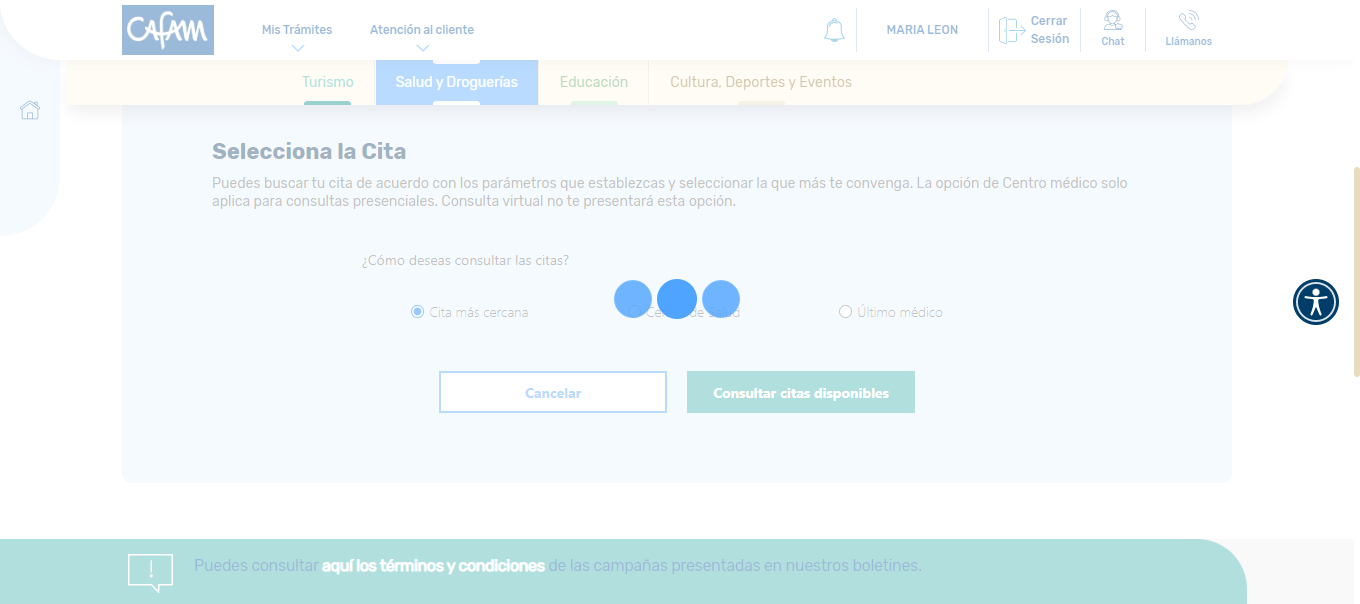 CAFAM
Mis Trámites
Atención al cliente
MARIA LEON
Cerrar
Sesión
Chat
Llámanos
Turismo
Salud y Droguerías
Educación
Cultura, Deportes y Eventos
Selecciona la Cita
Puedes buscar tu cita de acuerdo con los parámetros que establezcas y seleccionar la que más te convenga. La opción de Centro médico solo
aplica para consultas presenciales. Consulta virtual no te presentará esta opción.
¿Cómo deseas consultar las citas?
Cita más cercana
Centro de Salud
Último médico
Cancelar
Consultar citas disponibles
Puedes consultar aquí los términos y condiciones de las campañas presentadas en nuestros boletines.